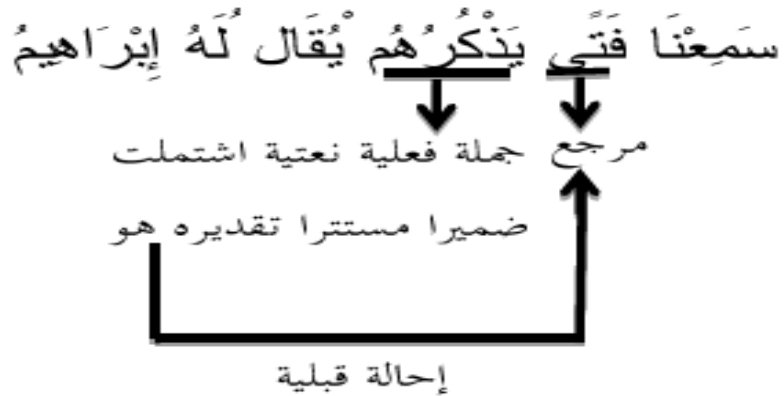 سَمِعْنَا فَتًى يَذْكُرُهُم ْيُقَال ُلَهُ إِبْرَاهِيمُ
مرجع جملة فعلية نعتية اشتملت
ضميرا مستترا تقديره هو
إحالة قبلية